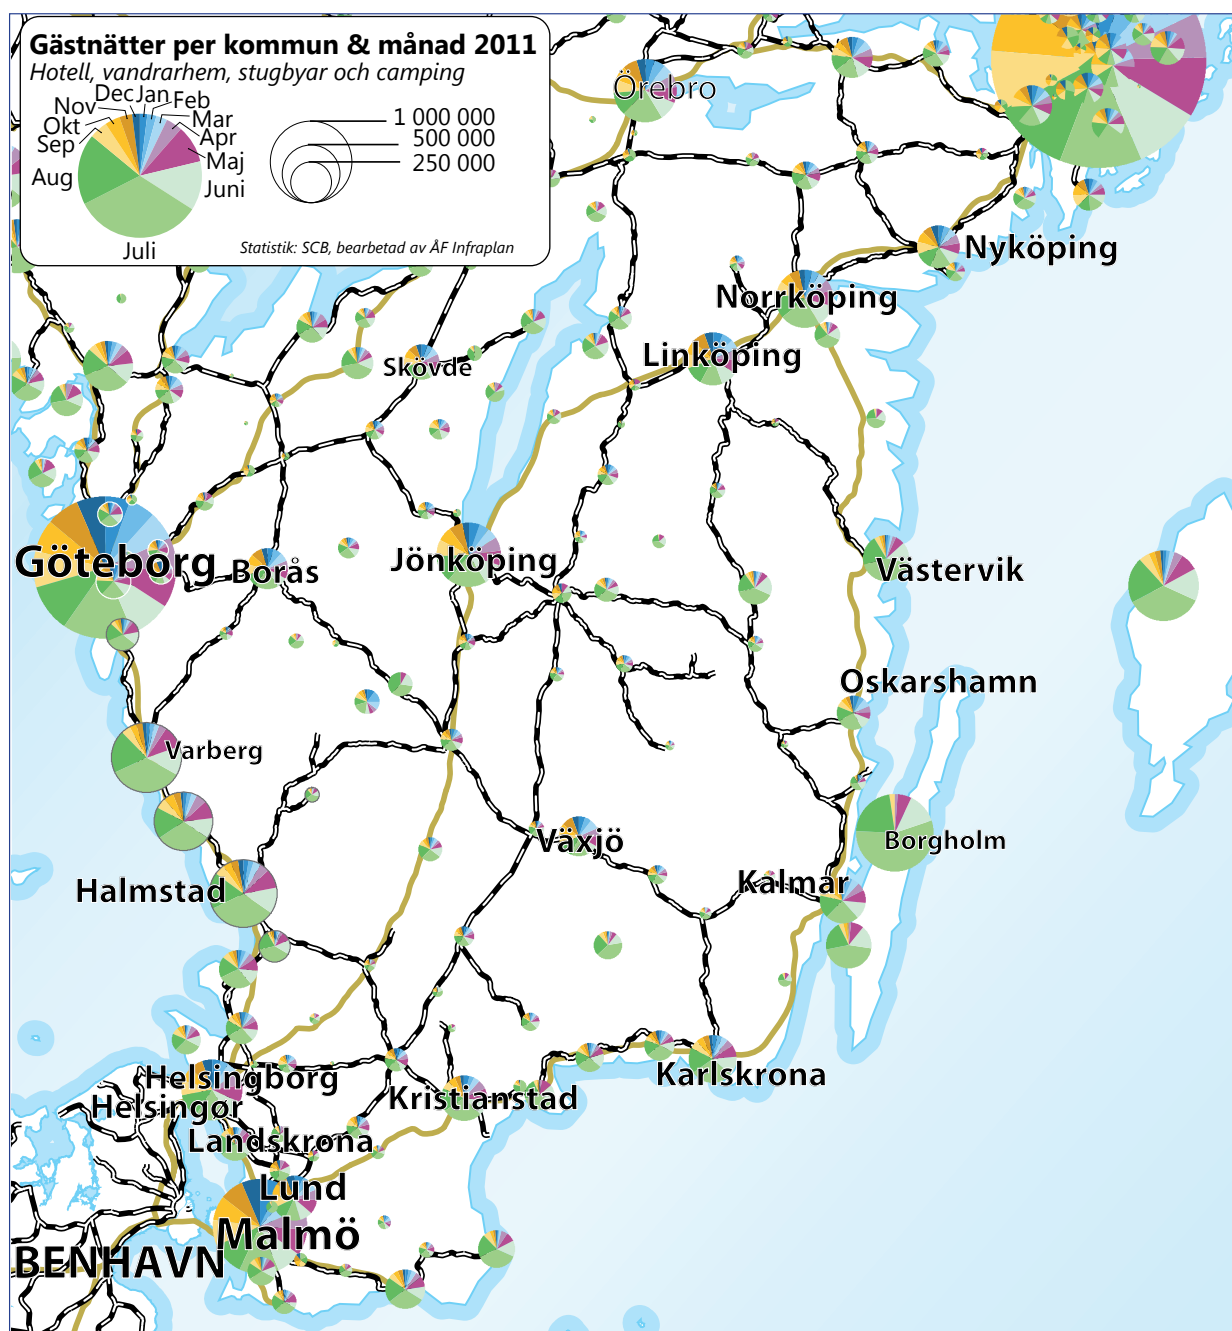 Gästnätter per kommun & månad 2011
Hotell, vandrarhem, stugbyar och camping
Dec Jan Feb
Nov Mar
Okt Apr
Sep Maj
Aug Juni
Juli
1 000 000
500 000
250 000
Statistik: SCB, bearbetad av ÅF Infraplan
Örebro
Nyköping
Norrköping
Linköping
Skövde
Göteborg
Borås
Jönköping
Västervik
Oskarshamn
Varberg
Växjö
Borgholm
Halmstad
Kalmar
Helsingborg
Helsingør
Kristianstad
Karlskrona
Landskrona
Lund
Malmö
BENHAVN